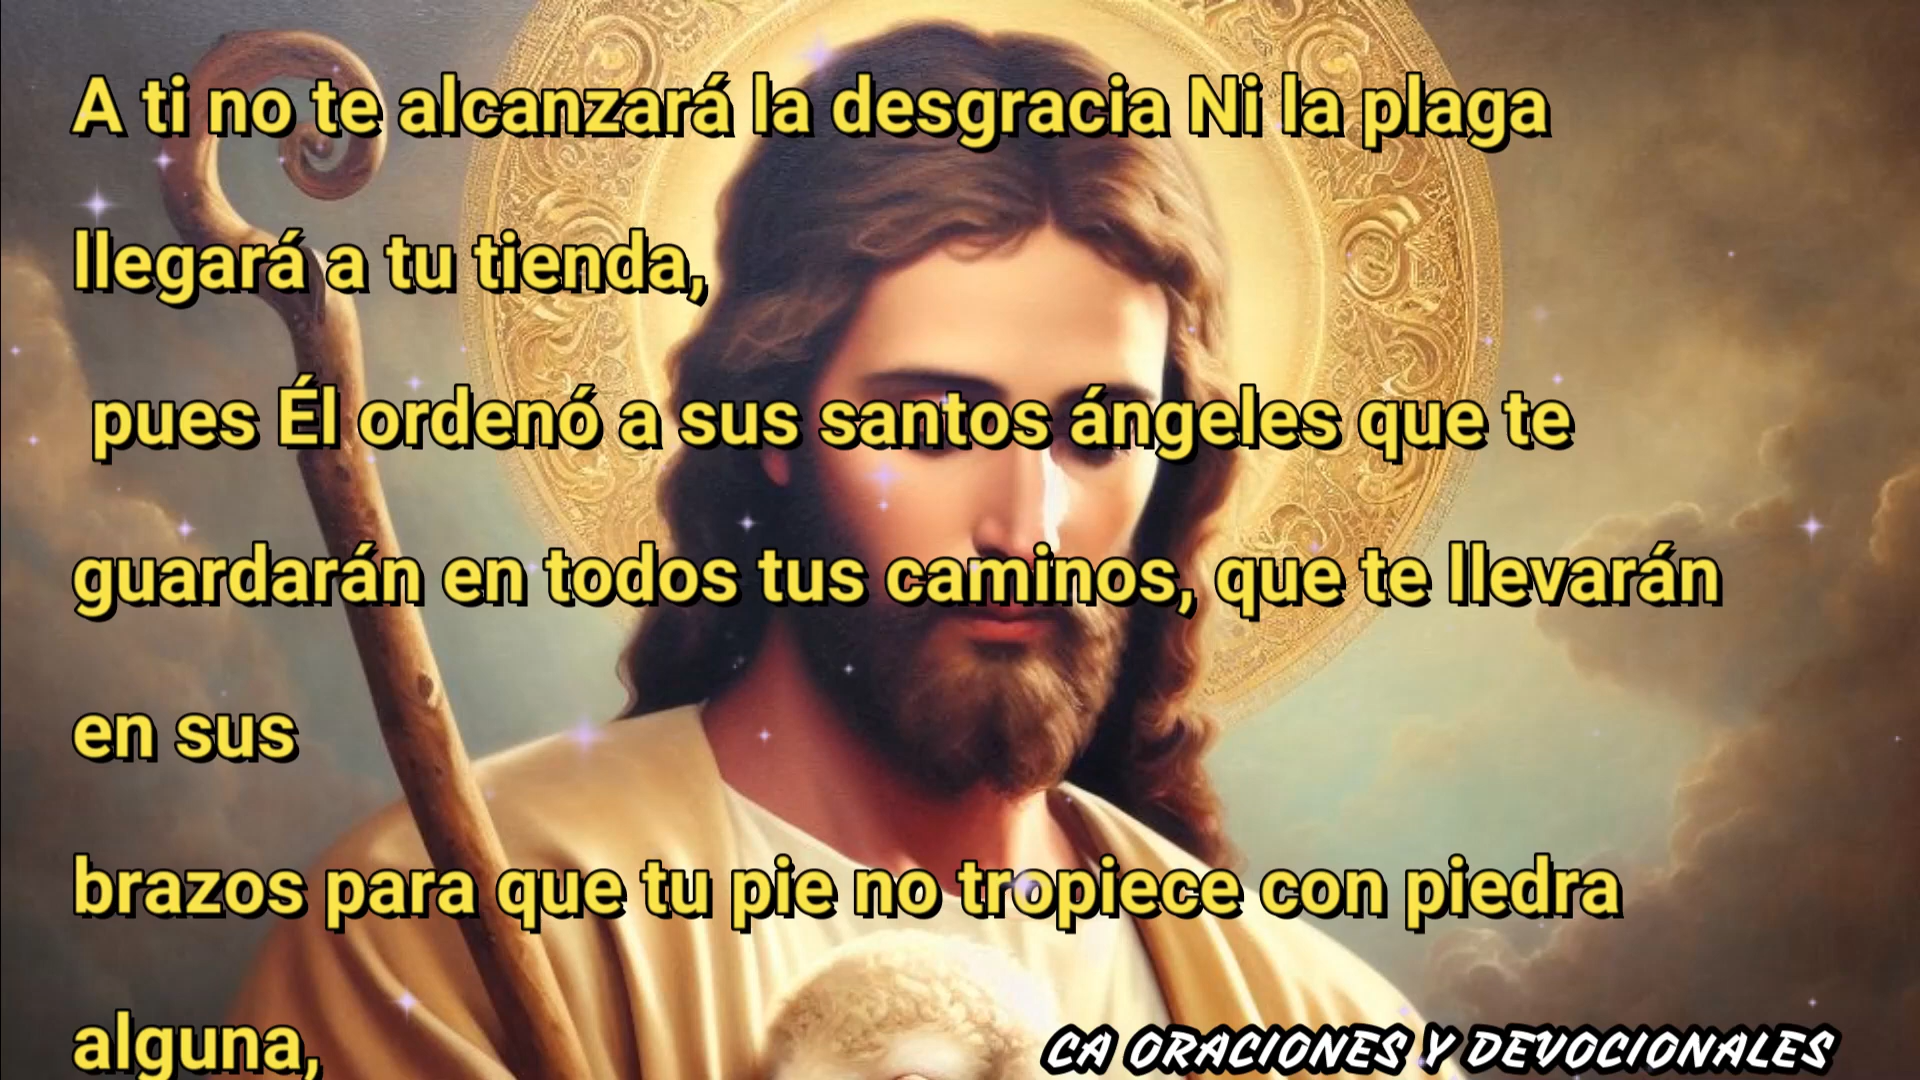 A ti no te alcanzará la desgracia Ni la plaga
llegará a tu tienda,
pues Él ordenó a sus santos ángeles que te
guardarán en todos tus caminos, que te llevarán
en sus
brazos para que tu pie no tropiece con piedra
alguna,
CA ORACIONES Y DEVOCIONALES